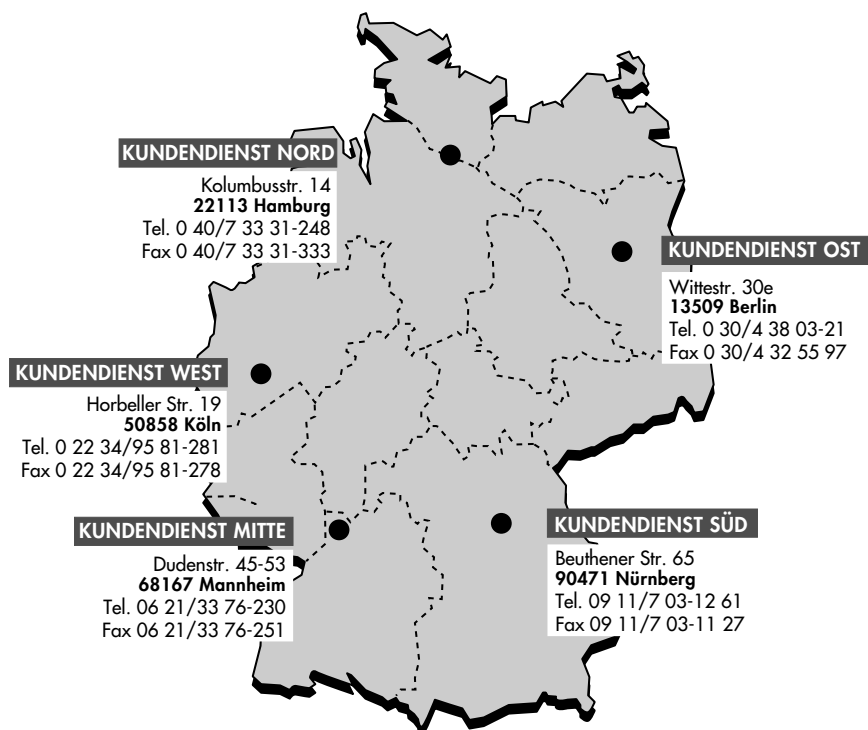 KUNDENDIENST NORD
Kolumbusstr. 14
22113 Hamburg
Tel. 0 40/7 33 31-248
Fax 0 40/7 33 31-333
KUNDENDIENST OST
Wittestr. 30e
13509 Berlin
Tel. 0 30/4 38 03-21
Fax 0 30/4 32 55 97
KUNDENDIENST WEST
Horbeller Str. 19
50858 Köln
Tel. 0 22 34/95 81-281
Fax 0 22 34/95 81-278
KUNDENDIENST MITTE
Dudenstr. 45-53
68167 Mannheim
Tel. 06 21/33 76-230
Fax 06 21/33 76-251
KUNDENDIENST SÜD
Beuthener Str. 65
90471 Nürnberg
Tel. 09 11/7 03-12 61
Fax 09 11/7 03-11 27